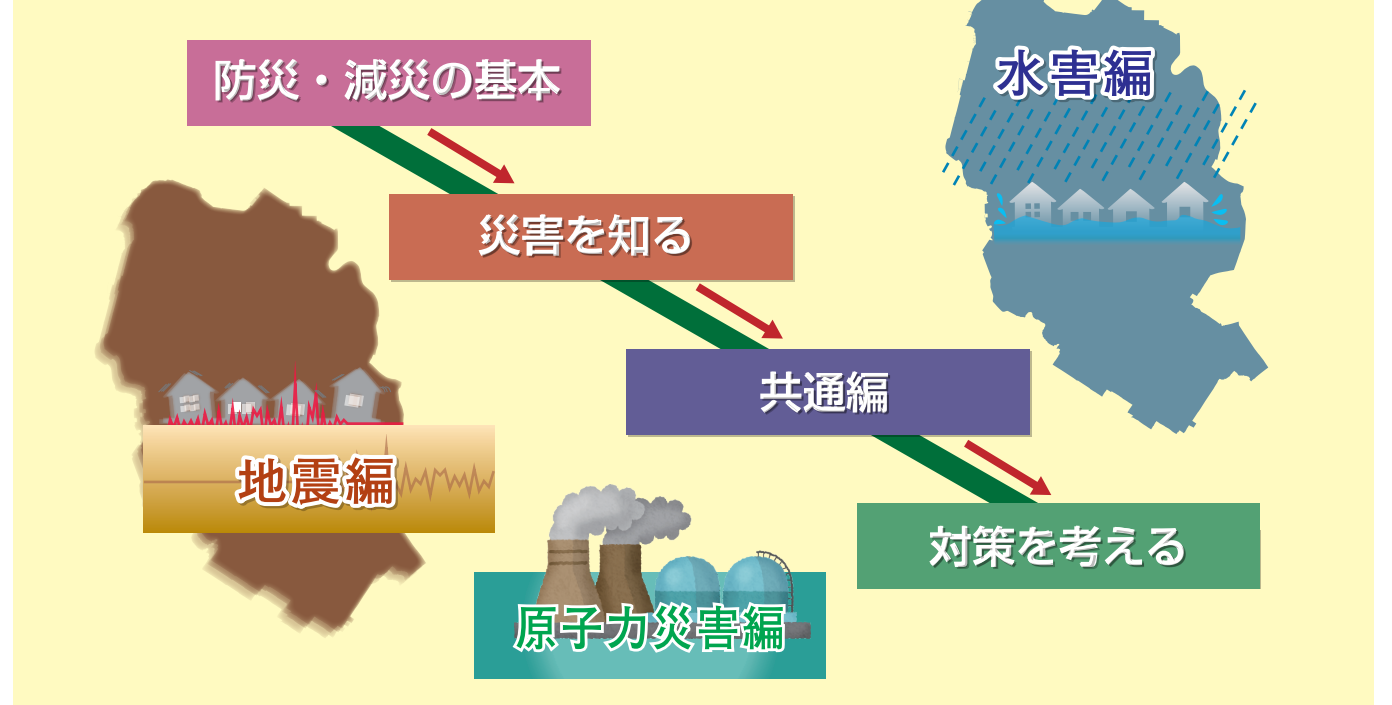 防災・減災の基本
水害編
災害を知る
共通編
地震編
対策を考える
原子力災害編